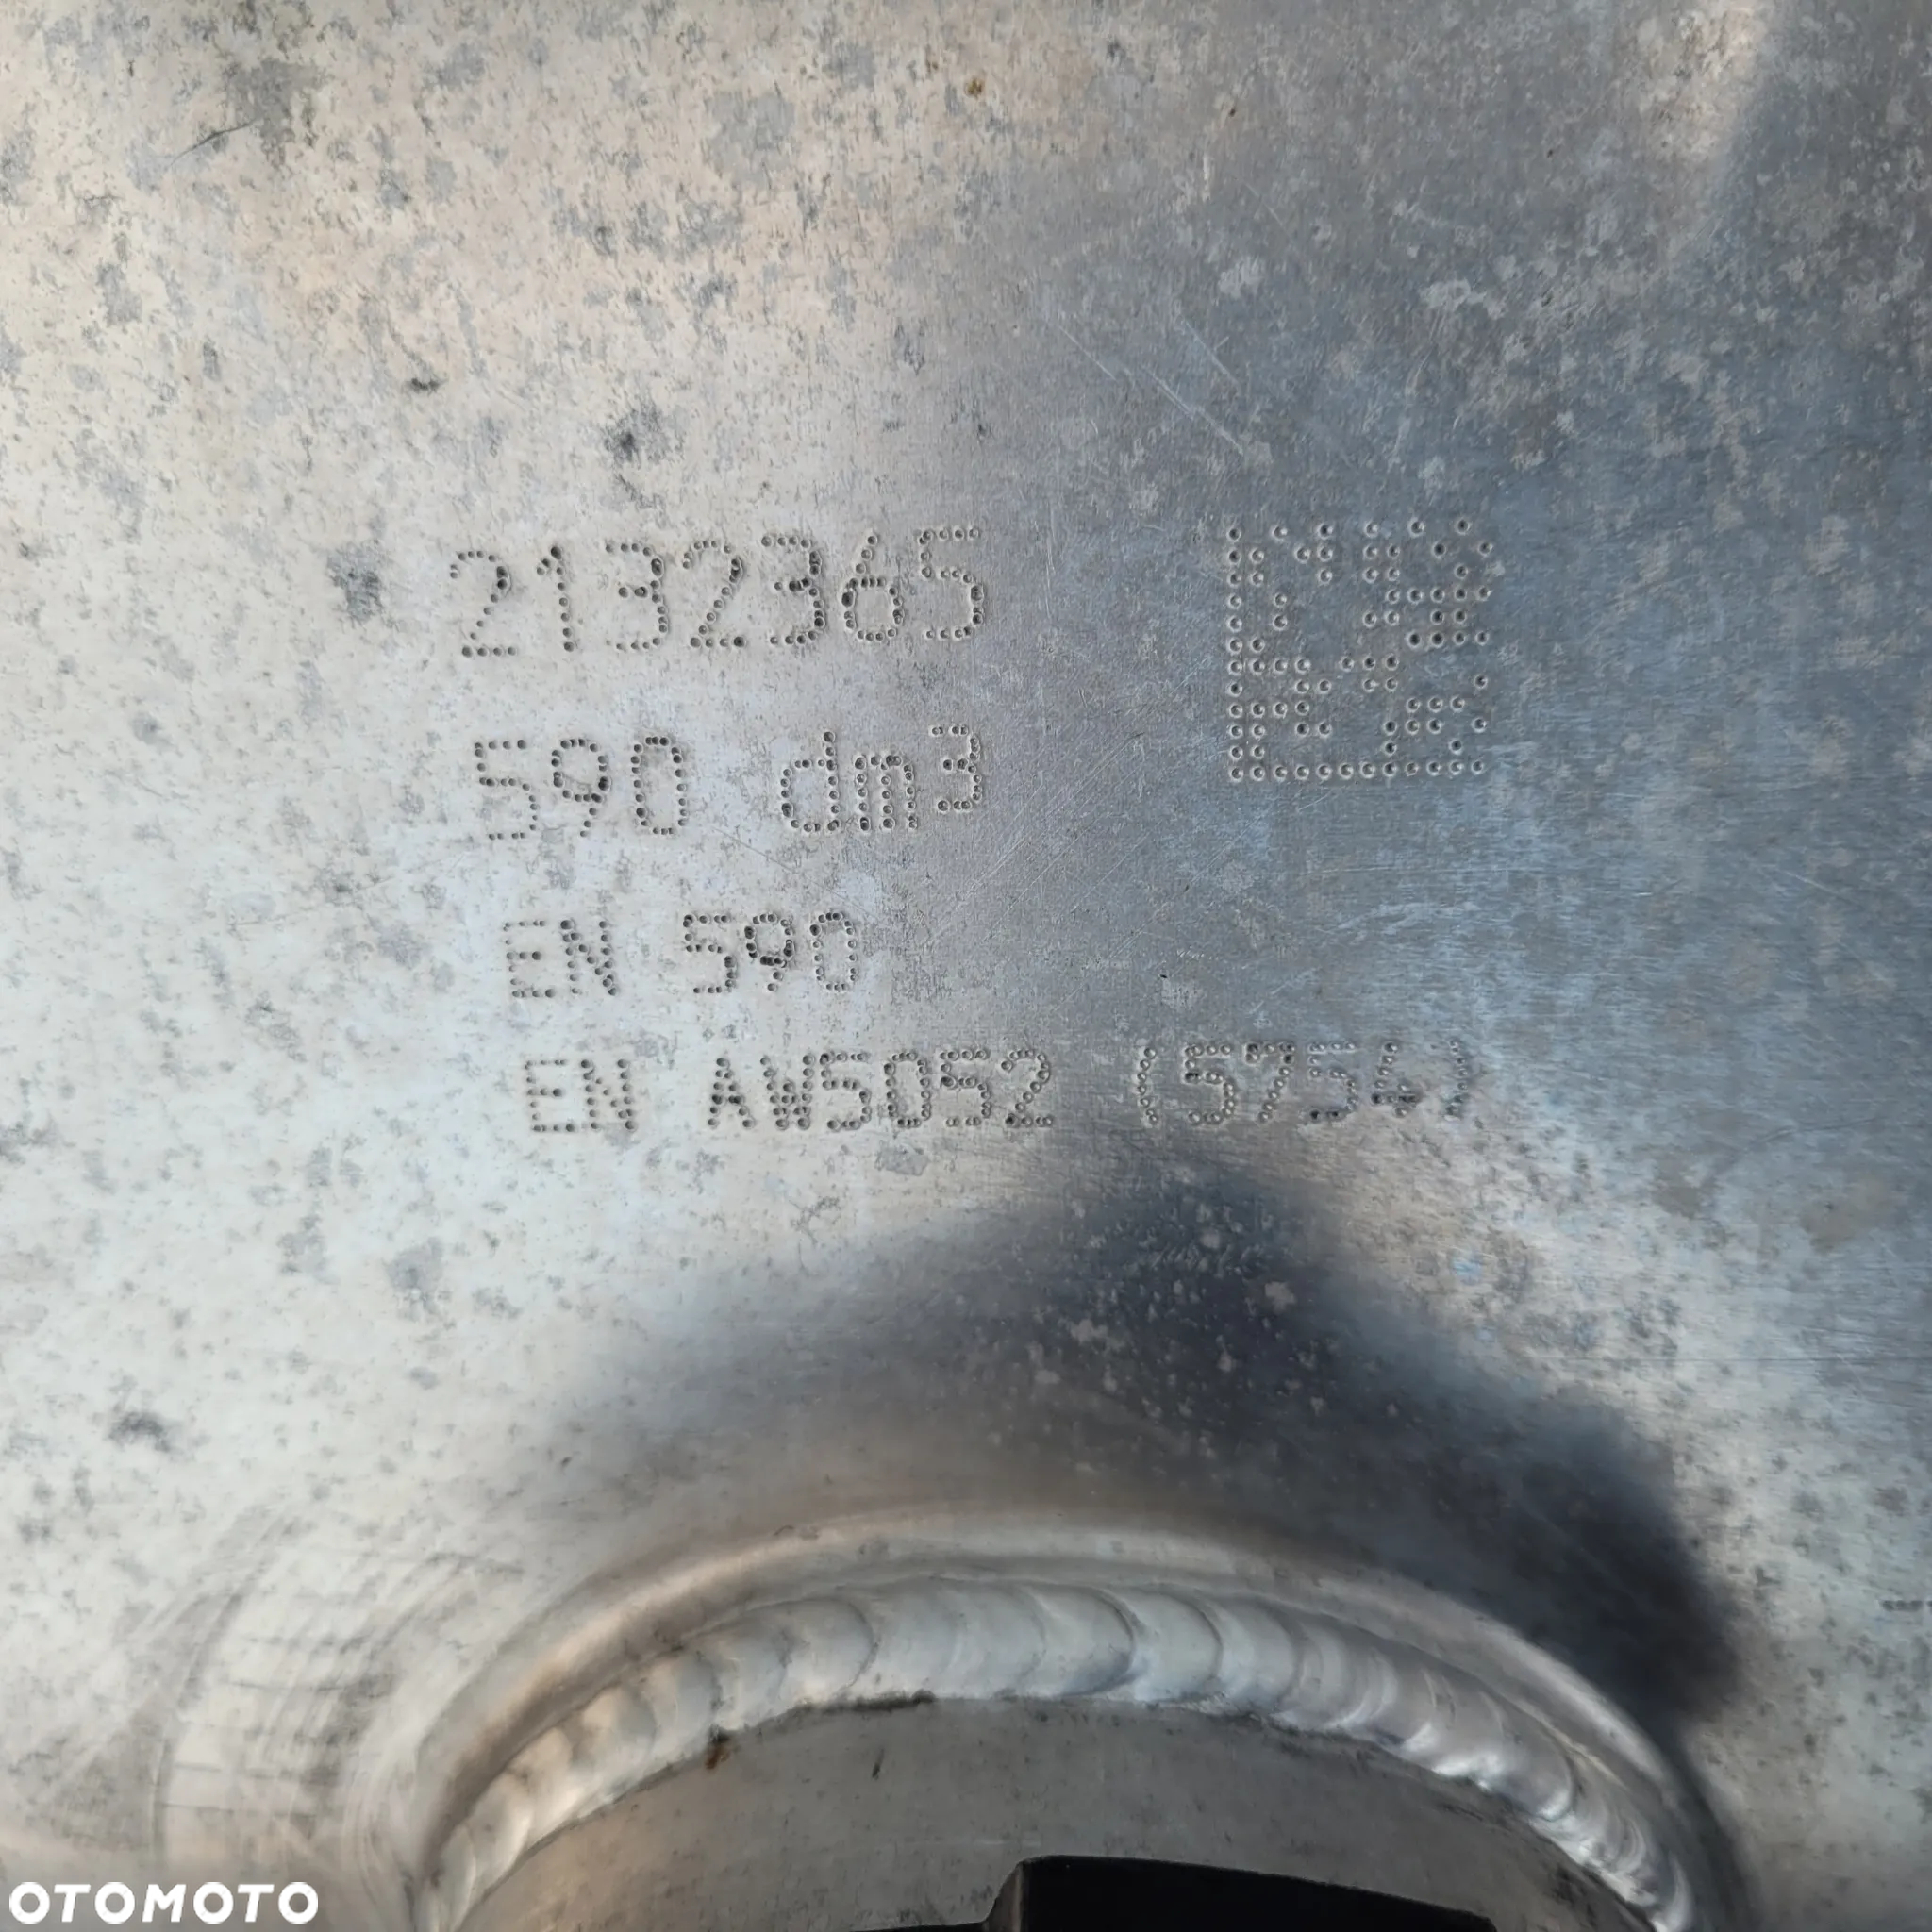 2132365
590 dm³
EN 590
EN AW5052 (5754)
OTOMOTO